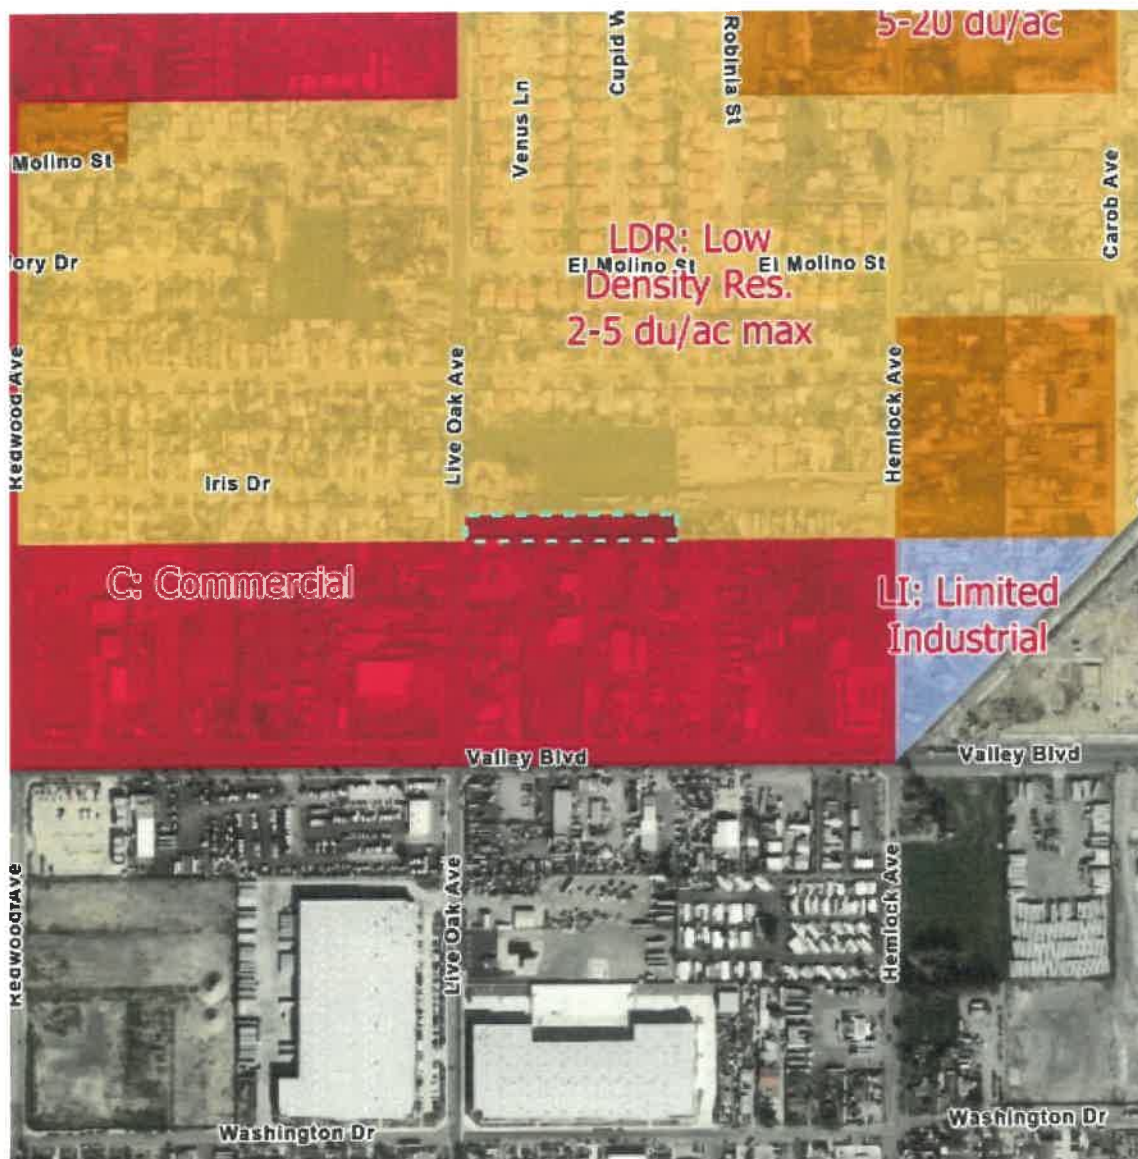 5-20 du/ac
Cupid W
Robinia St
Venus Ln
Molino St
Carob Ave
LDR: Low
Density Res.
2-5 du/ac max
ory Dr
El Molino St
El Molino St
Redwood Ave
Live Oak Ave
Hemlock Ave
Iris Dr
C: Commercial
LI: Limited
Industrial
Valley Blvd
Valley Blvd
Redwood Ave
Live Oak Ave
Hemlock Ave
Washington Dr
Washington Dr